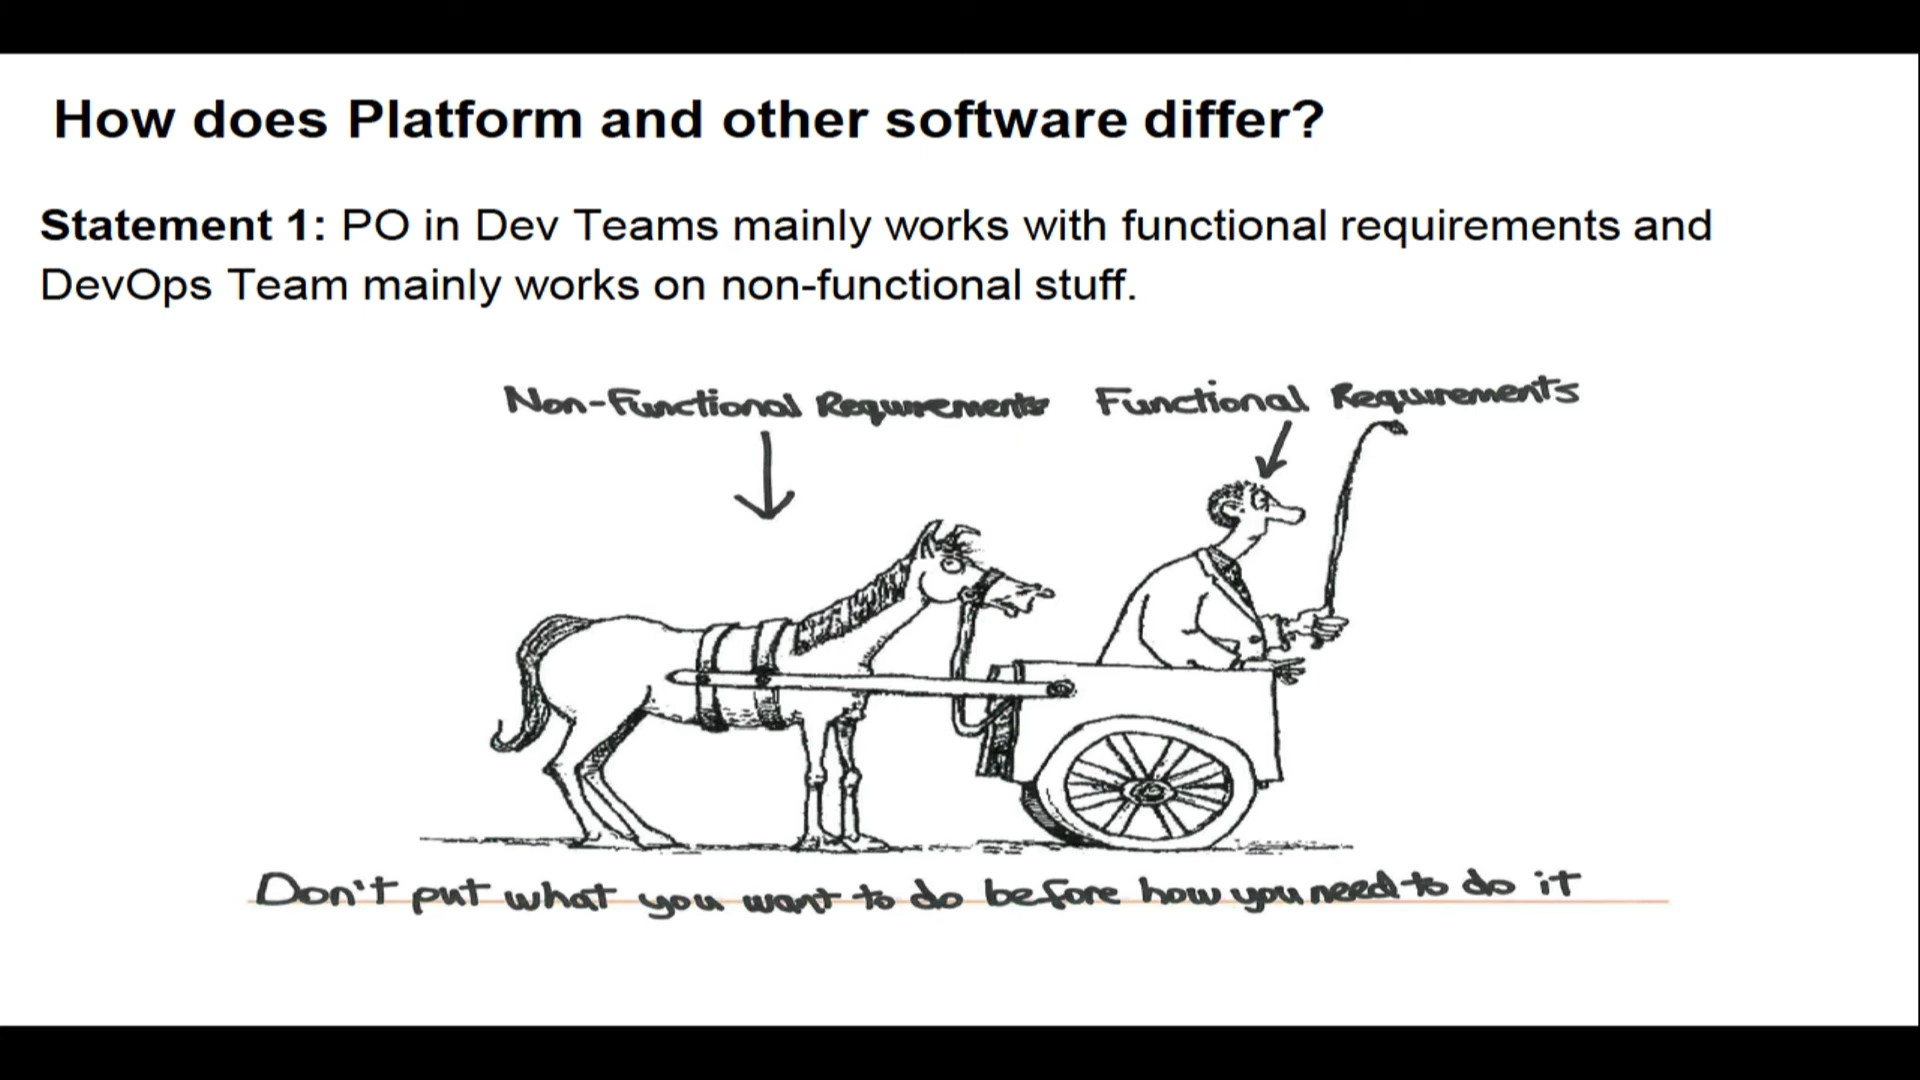 How does Platform and other software differ?
Statement 1: PO in Dev Teams mainly works with functional requirements and
DevOps Team mainly works on non-functional stuff.
Non-Functional Requirements Functional Requirements
Don't put what you want to do before how you need to do it